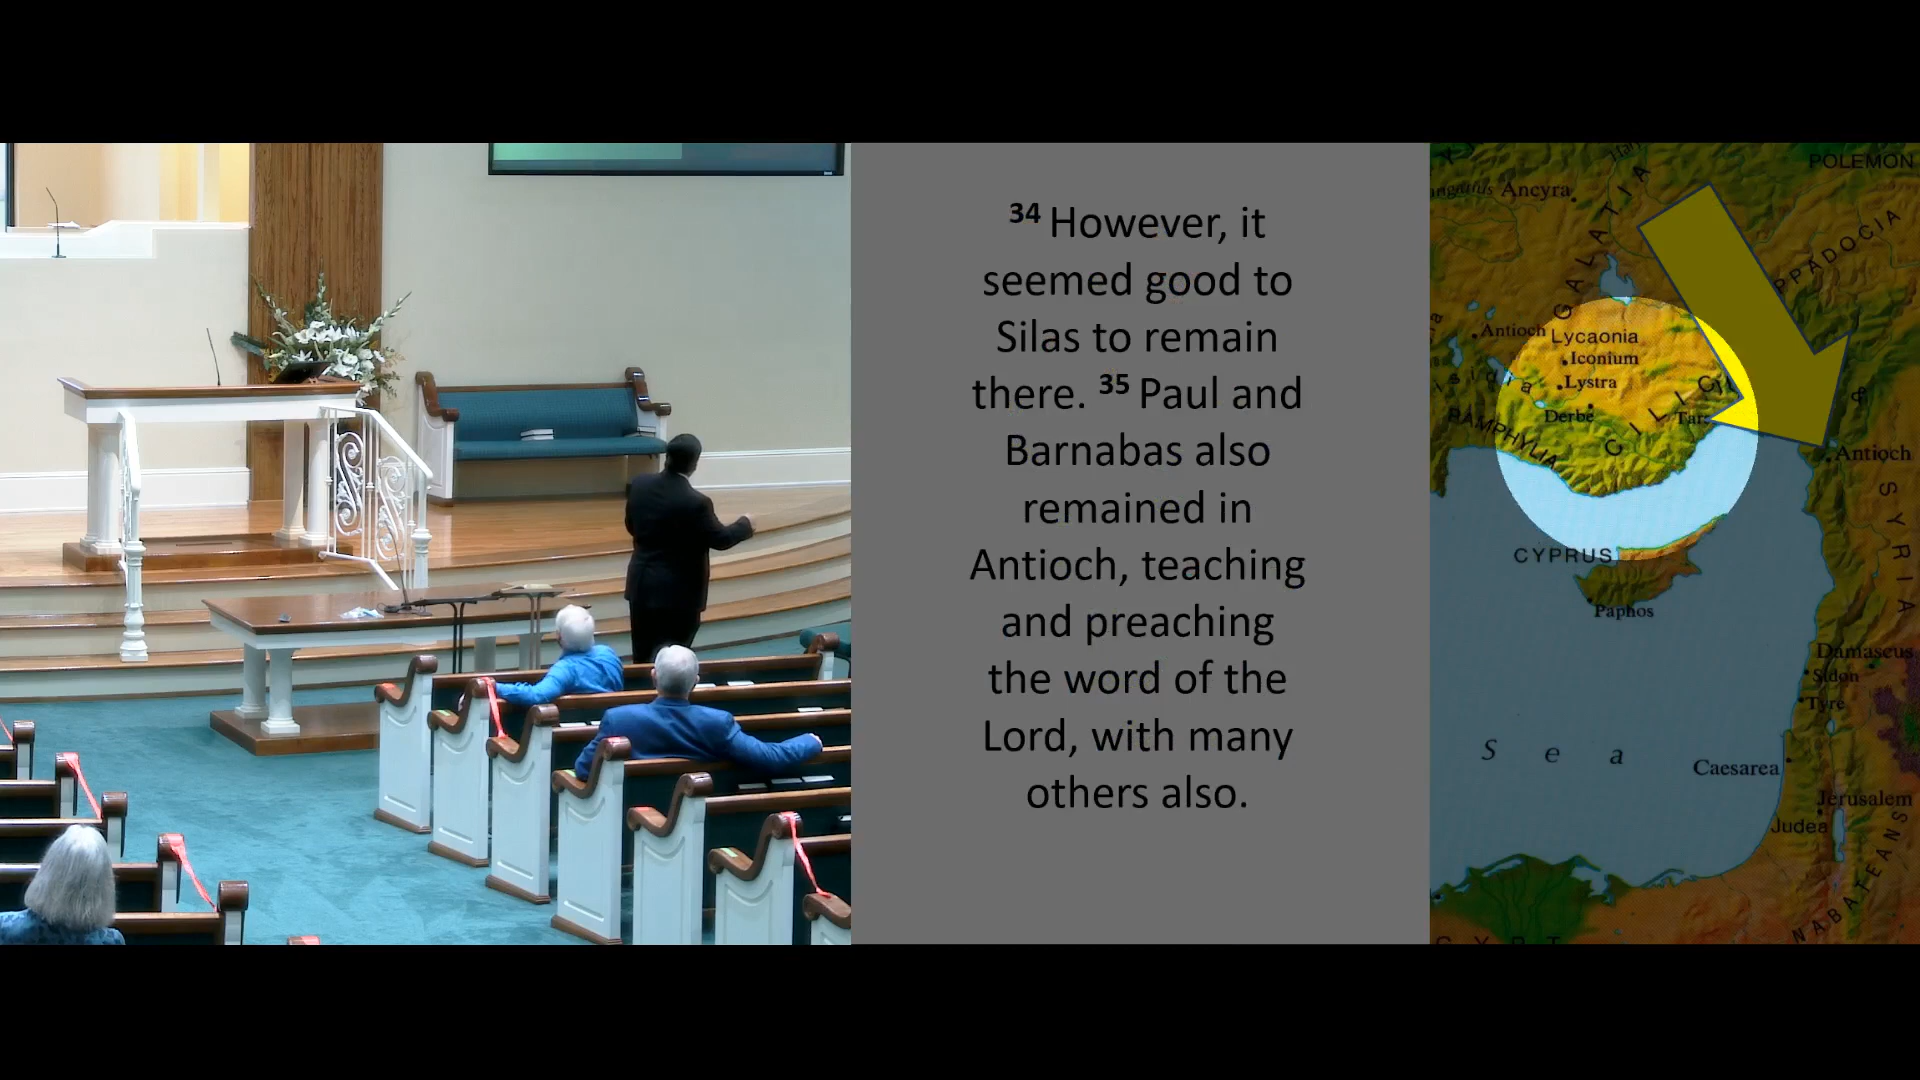 34 However, it
seemed good to
Silas to remain
there. 35 Paul and
Barnabas also
remained in
Antioch, teaching
and preaching
the word of the
Lord, with many
others also.
POLEMON
Ancyra
GALATIA
Antioch
Lycaonia
Iconium
Lystra
Derbe
PAMPHYLIA
Antioch
SYRIA
CYPRUS
Paphos
Damascus
Sidon
Tyre
Sea
Caesarea
Jerusalem
Judea
NABATEANS